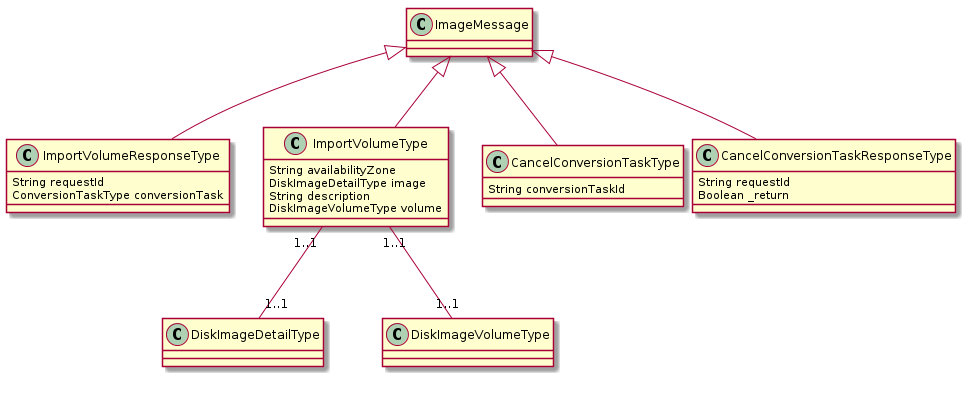 C ImageMessage
C ImportVolumeResponseType
String requestId
ConversionTaskType conversionTask
C ImportVolumeType
String availabilityZone
DiskImageDetailType image
String description
DiskImageVolumeType volume
C CancelConversionTaskType
String conversionTaskId
C CancelConversionTaskResponseType
String requestId
Boolean _return
1..1
1..1
1..1
1..1
C DiskImageDetailType
C DiskImageVolumeType